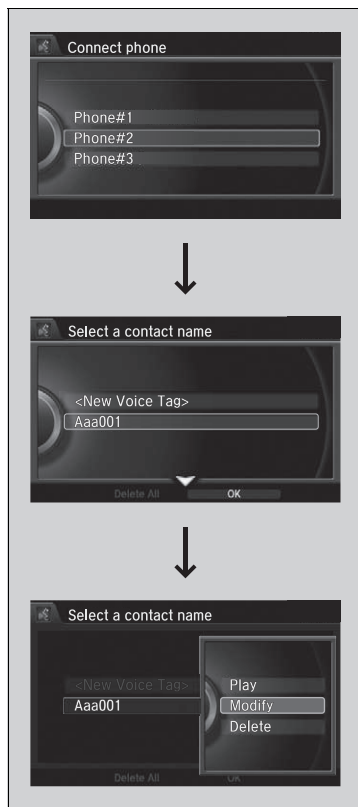 Connect phone
Phone#1
Phone#2
Phone#3
Select a contact name
<New Voice Tag>
Aaa001
Delete All OK
Select a contact name
<New Voice Tag> Play
Aaa001 Modify
Delete
Delete All OK